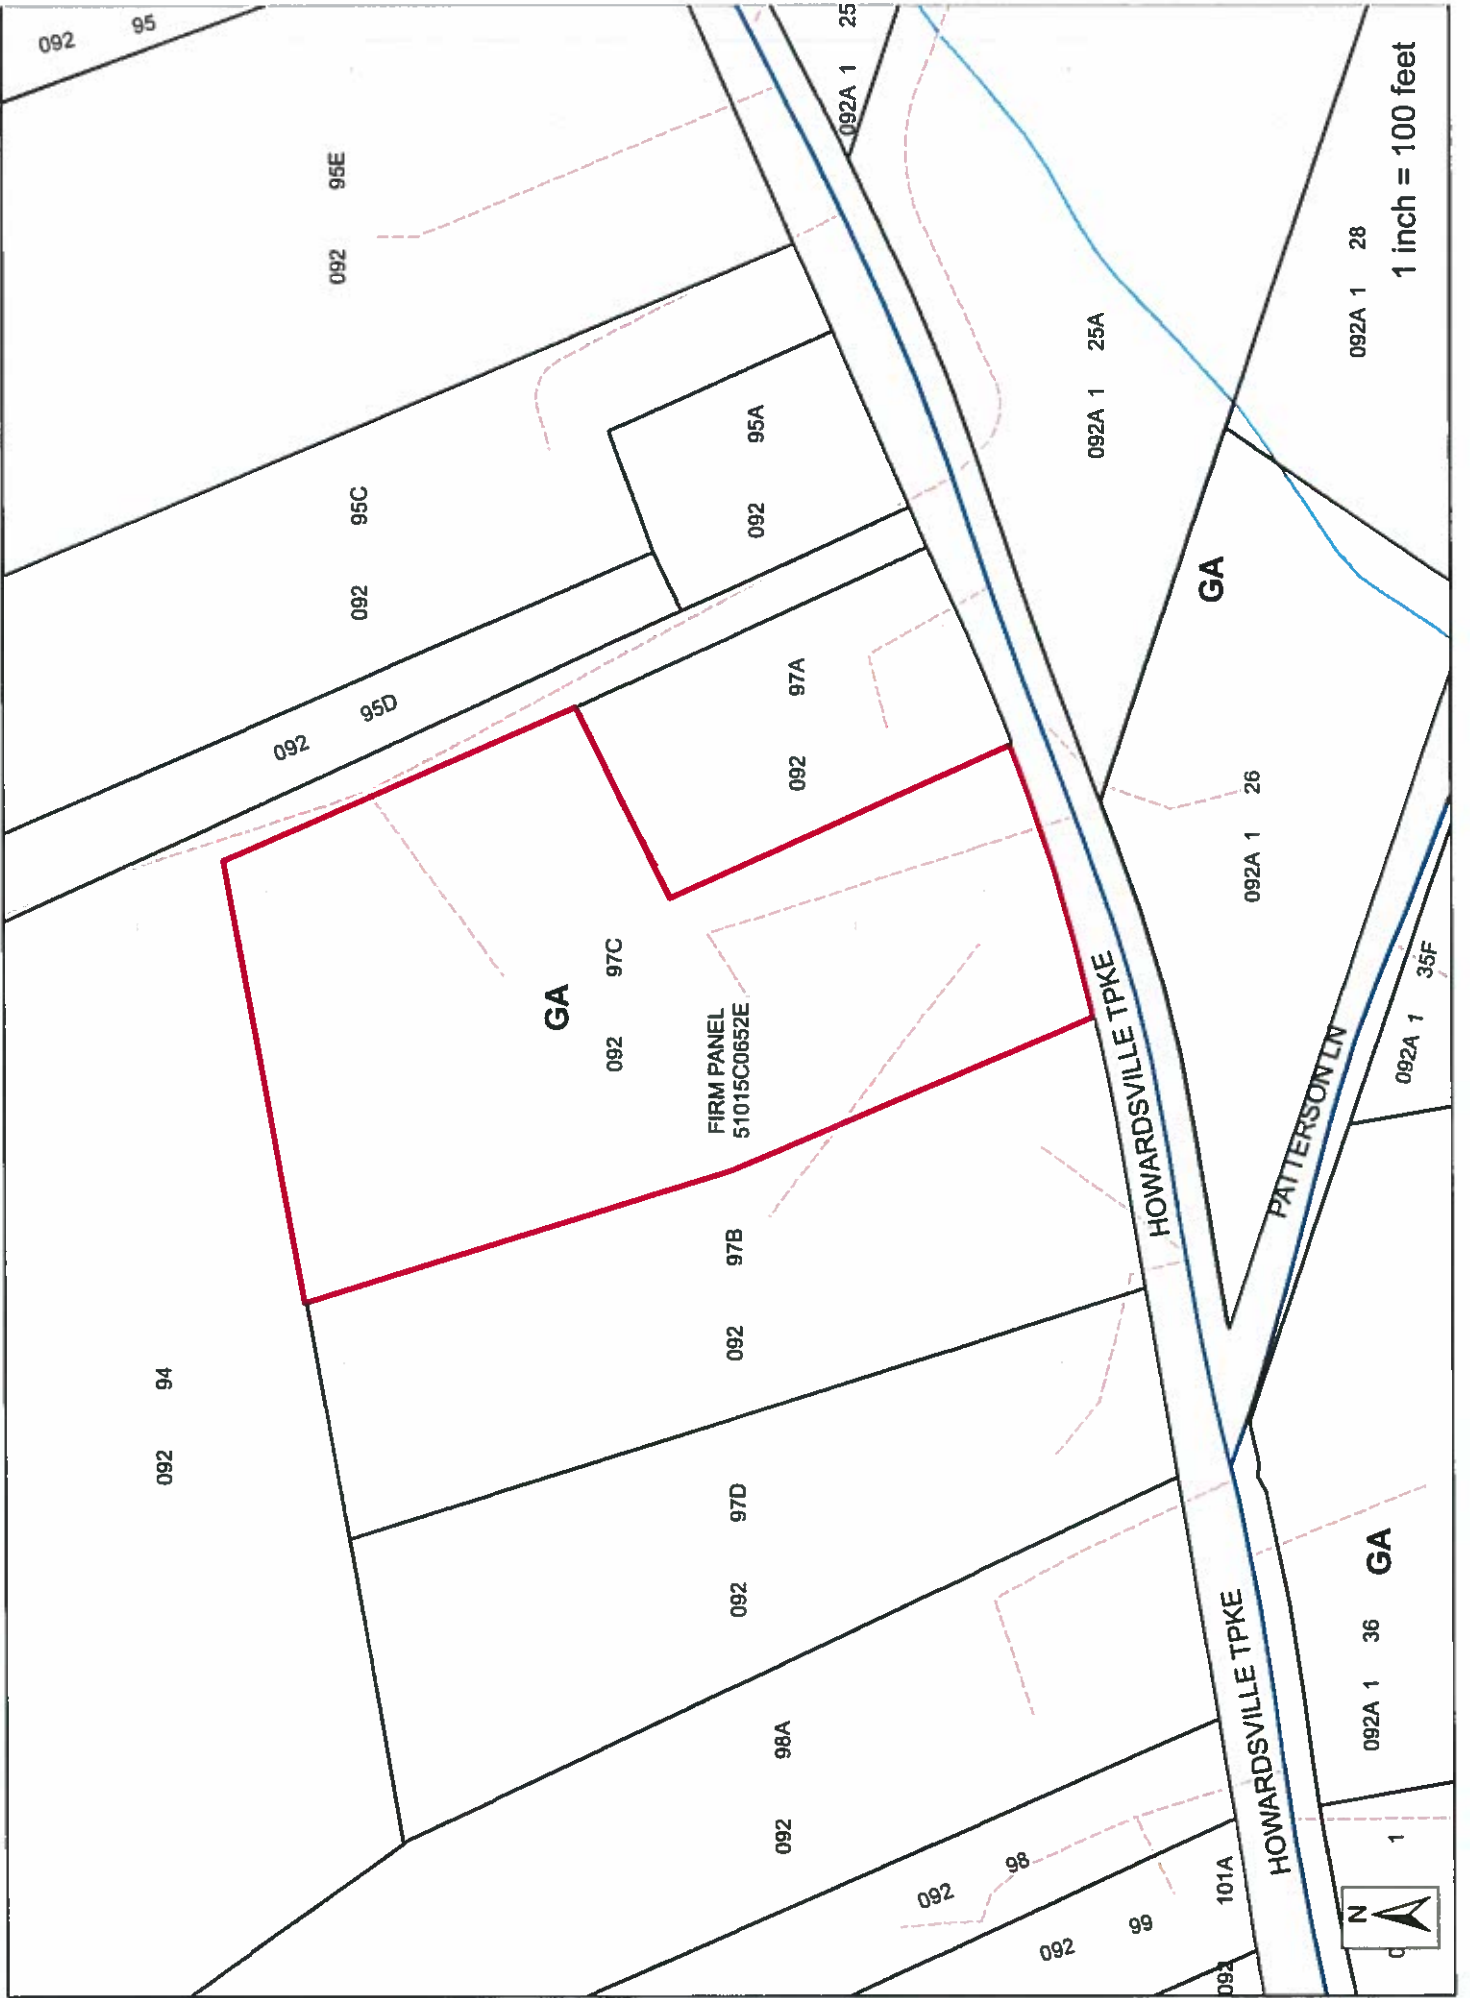 092 95
092 95E
092A 1 25
1 inch = 100 feet
092A 1 28
092A 1 25A
092 95C
092 95A
092 95D
GA
092 97A
092A 1 26
GA
092 97C
FIRM PANEL
51015C0652E
HOWARDSVILLE TPKE
PATTERSON LN
092A 1 35F
092 94
092 97B
092 97D
GA
092A 1 36
HOWARDSVILLE TPKE
092 98A
092 98
092 99
092 101A
1
N